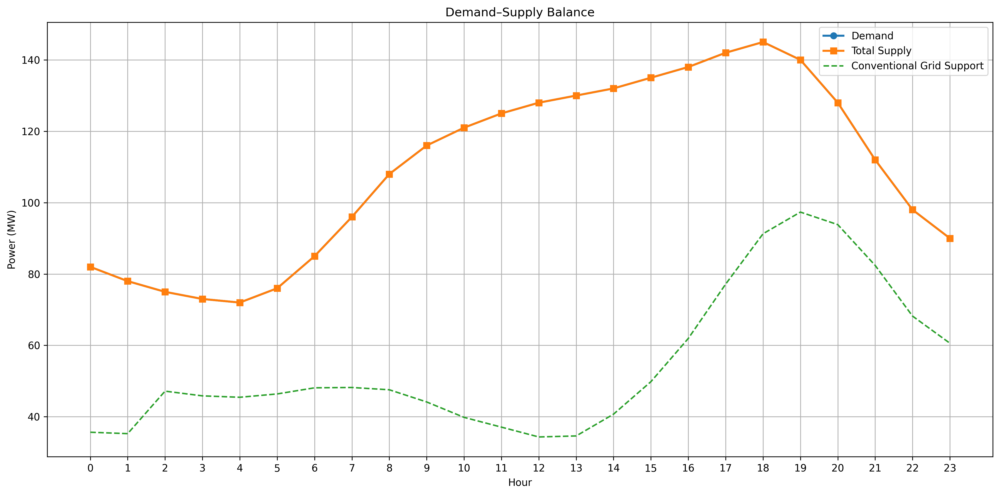 Demand–Supply Balance
Demand
Total Supply
Conventional Grid Support
Power (MW)
140
120
100
80
60
40
0 1 2 3 4 5 6 7 8 9 10 11 12 13 14 15 16 17 18 19 20 21 22 23
Hour